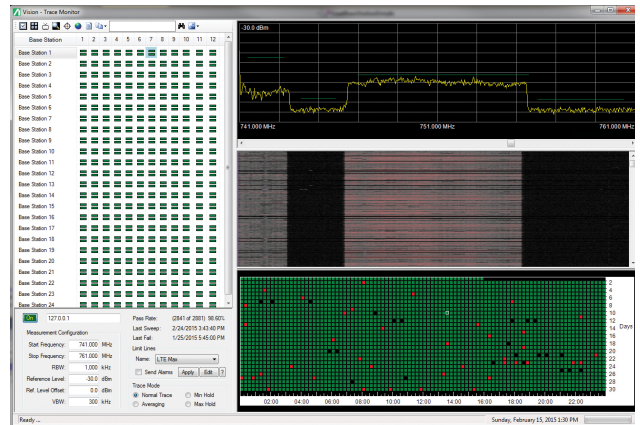 Vision - Trace Monitor
Base Station 1 2 3 4 5 6 7 8 9 10 11 12
Base Station 1
Base Station 2
Base Station 3
Base Station 4
Base Station 5
Base Station 6
Base Station 7
Base Station 8
Base Station 9
Base Station 10
Base Station 11
Base Station 12
Base Station 13
Base Station 14
Base Station 15
Base Station 16
Base Station 17
Base Station 18
Base Station 19
Base Station 20
Base Station 21
Base Station 22
Base Station 23
Base Station 24
On 127.0.0.1
Measurement Configuration
Start Frequency: 741.000 MHz
Stop Frequency: 761.000 MHz
RBW: 1.000 kHz
Reference Level: -30.0 dBm
Ref. Level Offset: 0.0 dBm
VBW: 300 kHz
Pass Rate: (2841 of 2881) 98.60%
Last Sweep: 2/24/2015 3:43:40 PM
Last Fail: 1/25/2015 5:45:00 PM
Limit Lines
Name: LTE Max
Send Alarms Apply Edit ?
Trace Mode
Normal Trace Min Hold
Averaging Max Hold
-30.0 dBm
741.000 MHz 751.000 MHz 761.000 MHz
2
4
6
8
10
12 Days
14
16
18
20
22
24
26
28
30
02:00 04:00 06:00 08:00 10:00 12:00 14:00 16:00 18:00 20:00 22:00
Ready ...
Sunday, February 15, 2015 1:30 PM